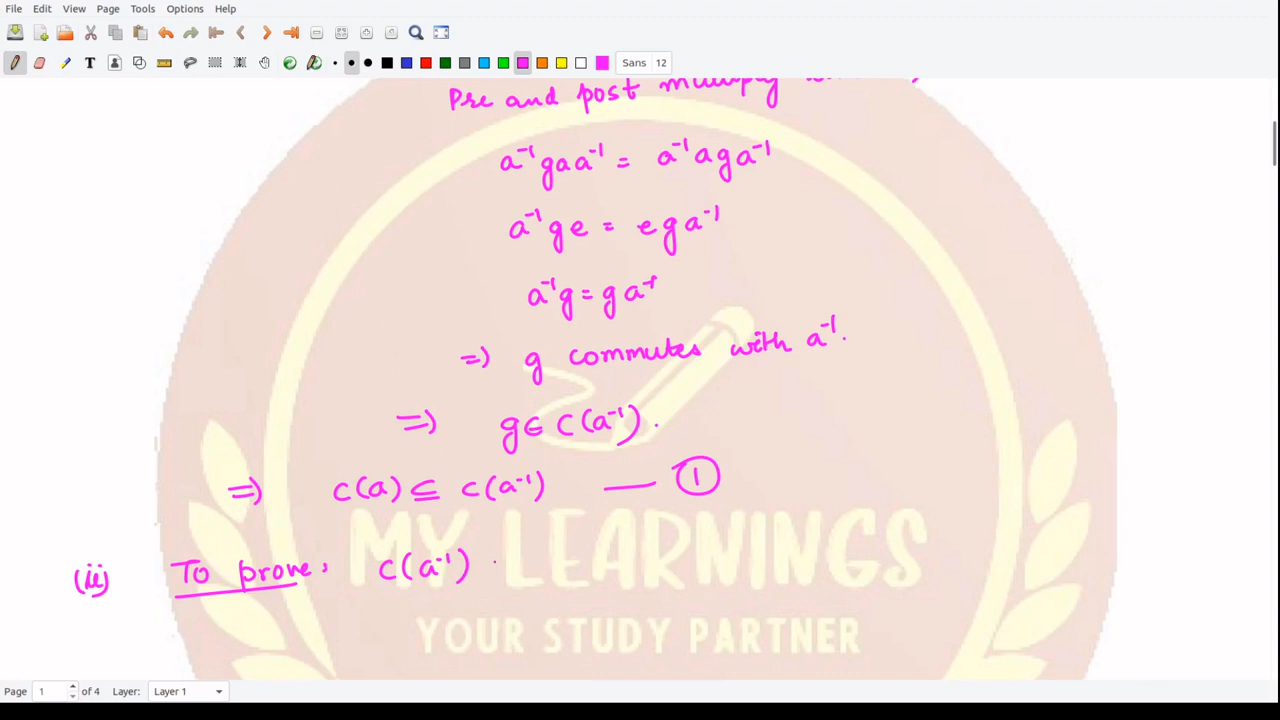 File Edit View Page Tools Options Help
Sans 12
Pre and post multiply
a⁻¹gaa⁻¹ = a⁻¹aga⁻¹
a⁻¹ge = ega⁻¹
a⁻¹g = ga⁻¹
=) g commutes with a⁻¹.
=) g∈ C(a⁻¹).
=) C(a) ⊆ C(a⁻¹) — ①
(ii) To prove, C(a⁻¹)
MY LEARNINGS
YOUR STUDY PARTNER
Page 1 of 4 Layer: Layer 1